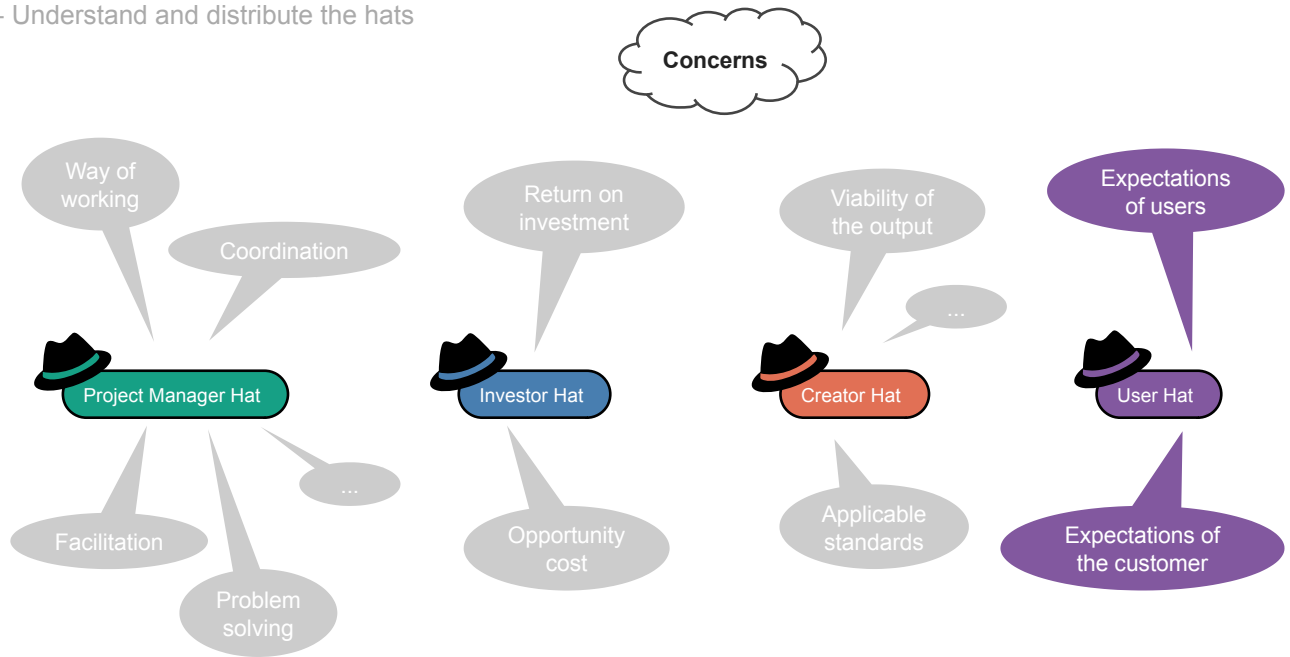 - Understand and distribute the hats
Concerns
Way of
working
Coordination
Return on
investment
Viability of
the output
...
Expectations
of users
Project Manager Hat
Investor Hat
Creator Hat
User Hat
...
Facilitation
Problem
solving
Opportunity
cost
Applicable
standards
Expectations of
the customer